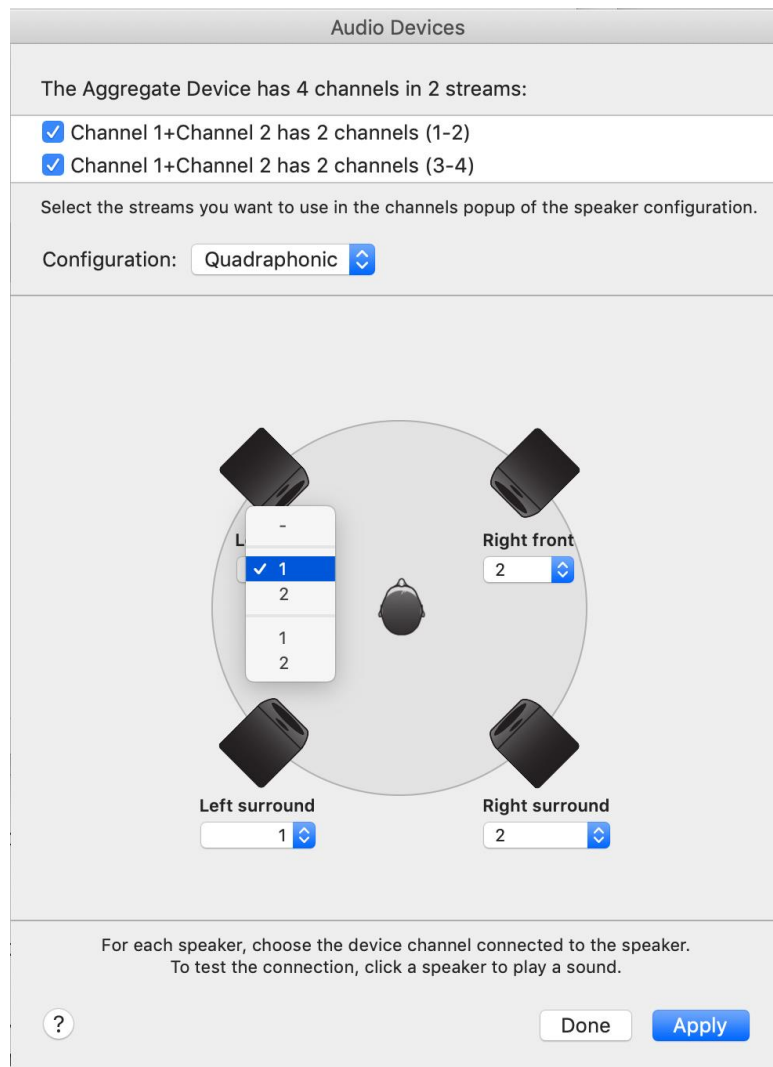 Audio Devices
The Aggregate Device has 4 channels in 2 streams:
Channel 1+Channel 2 has 2 channels (1-2)
Channel 1+Channel 2 has 2 channels (3-4)
Select the streams you want to use in the channels popup of the speaker configuration.
Configuration: Quadraphonic
L
-
1
2
1
2
Right front
2
Left surround
1
Right surround
2
For each speaker, choose the device channel connected to the speaker.
To test the connection, click a speaker to play a sound.
? Done Apply